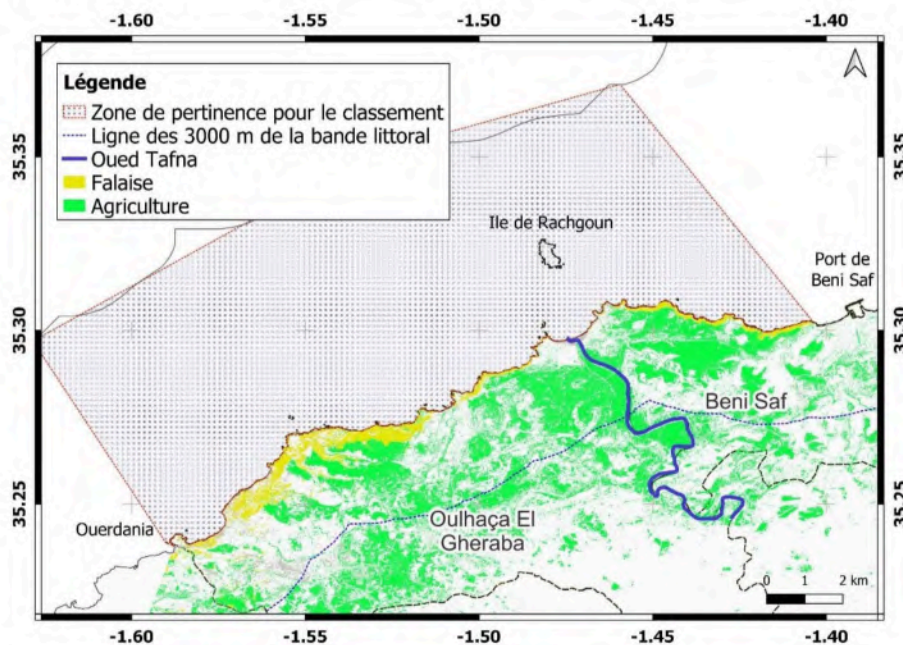 -1.60 -1.55 -1.50 -1.45 -1.40
Légende
Zone de pertinence pour le classement
Ligne des 3000 m de la bande littoral
Oued Tafna
Falaise
Agriculture
35.35
35.35
Ile de Rachgoun
Port de
Beni Saf
35.30
35.30
Beni Saf
35.25
35.25
Oulhaça El
Gheraba
Ouerdania
0 1 2 km
-1.60 -1.55 -1.50 -1.45 -1.40